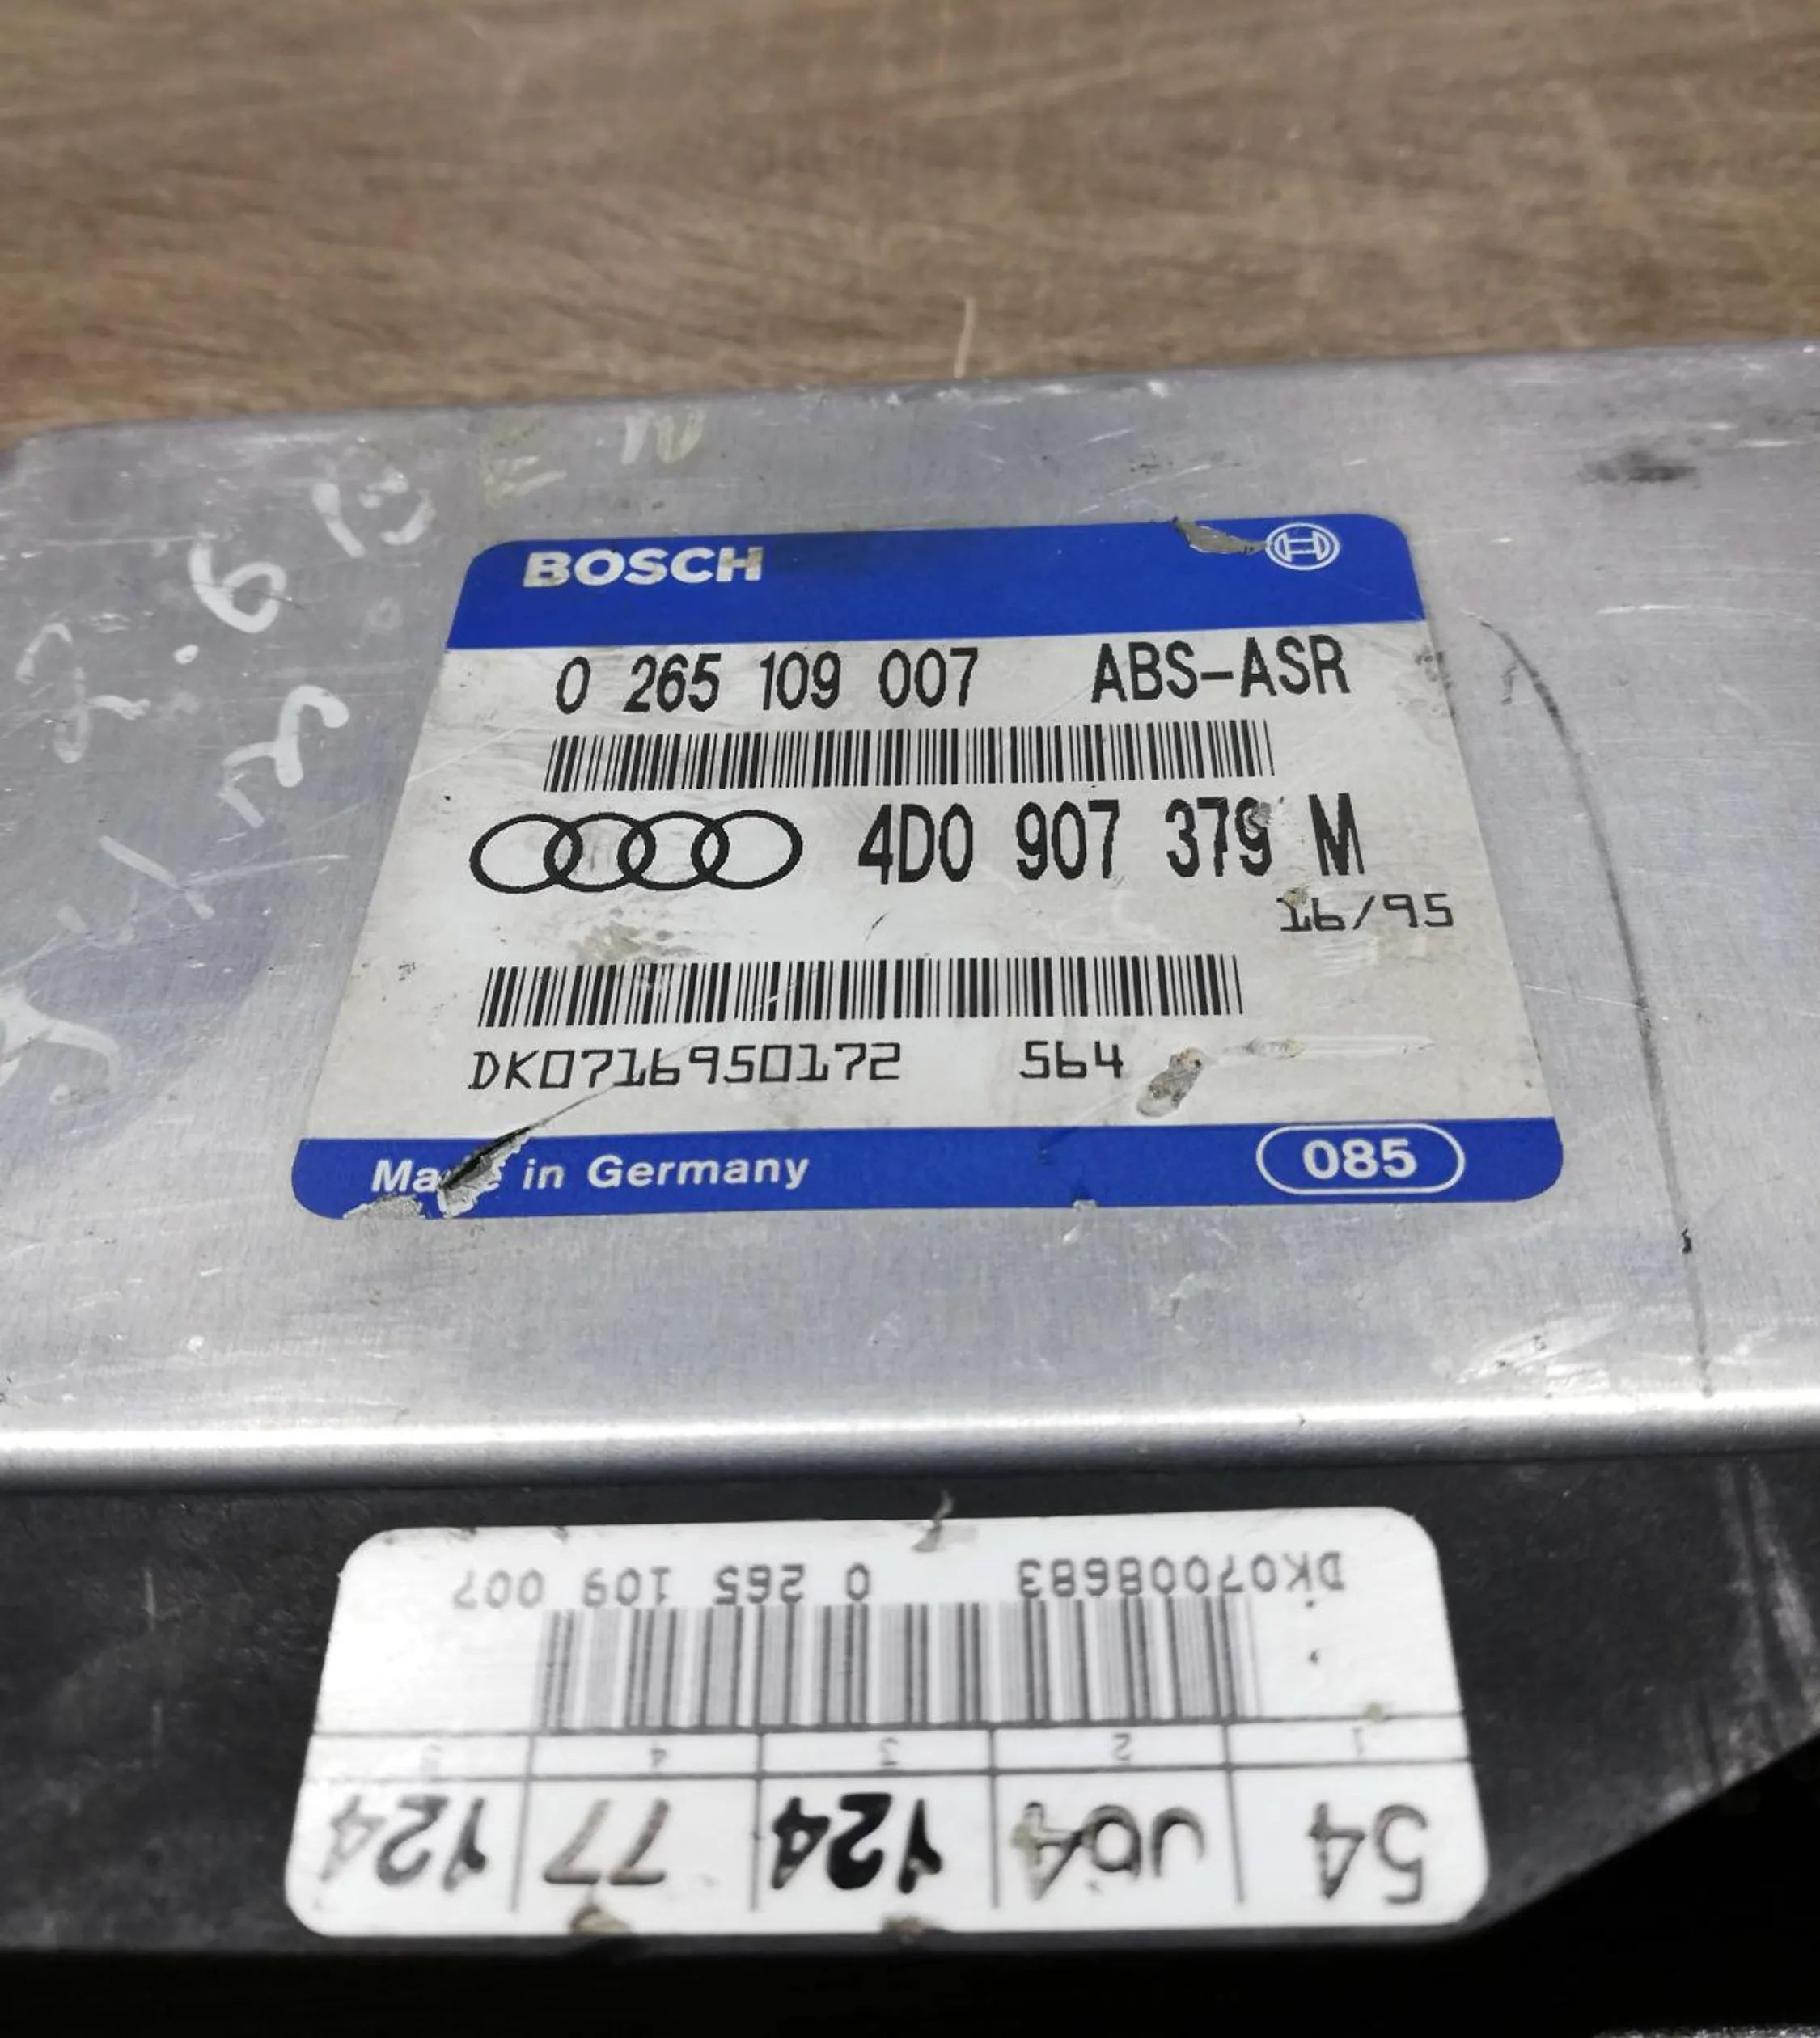 BOSCH
0 265 109 007 ABS-ASR
4D0 907 379 M
16/95
DK0716950172 564
Made in Germany
085
54 J04 124 77 124
1 2 3 4 5
DK07008683 0 265 109 007